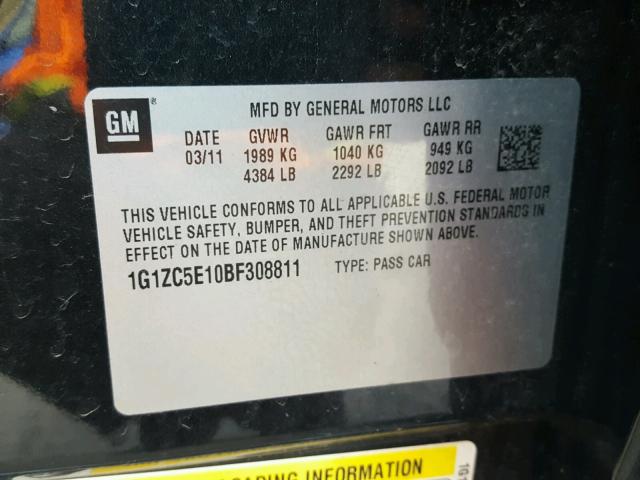 GM
®
MFD BY GENERAL MOTORS LLC
DATE GVWR GAWR FRT GAWR RR
03/11 1989 KG 1040 KG 949 KG
4384 LB 2292 LB 2092 LB
THIS VEHICLE CONFORMS TO ALL APPLICABLE U.S. FEDERAL MOTOR
VEHICLE SAFETY, BUMPER, AND THEFT PREVENTION STANDARDS IN
EFFECT ON THE DATE OF MANUFACTURE SHOWN ABOVE.
1G1ZC5E10BF308811 TYPE: PASS CAR
LOADING INFORMATION